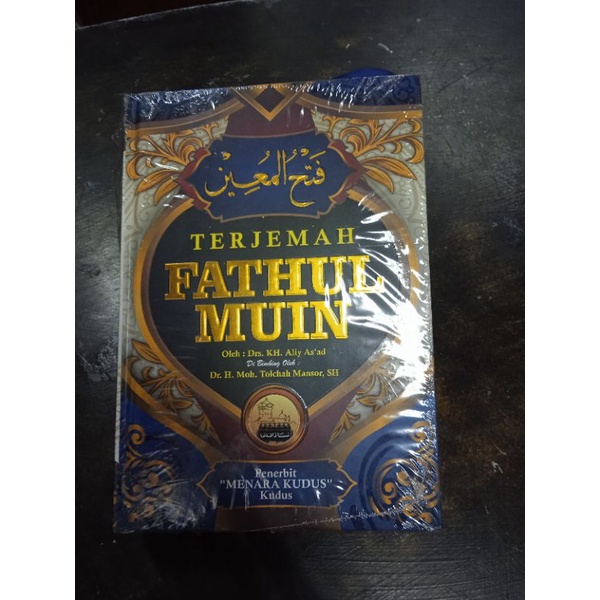 فتح المعين
TERJEMAH
FATHUL
MUIN
Oleh : Drs. KH. Aliy As'ad
Di Bimbing Oleh :
Dr. H. Moh. Tolchah Mansor, SH
Penerbit
"MENARA KUDUS"
Kudus